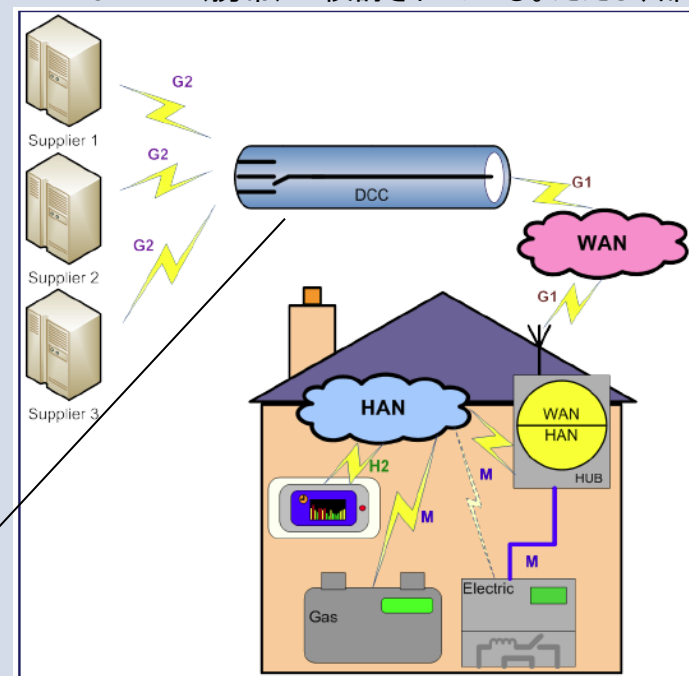 G2
Supplier 1
G2
DCC
G1
WAN
Supplier 2
G2
G1
Supplier 3
HAN
WAN
HAN
HUB
H2
M
M
M
Electric
Gas